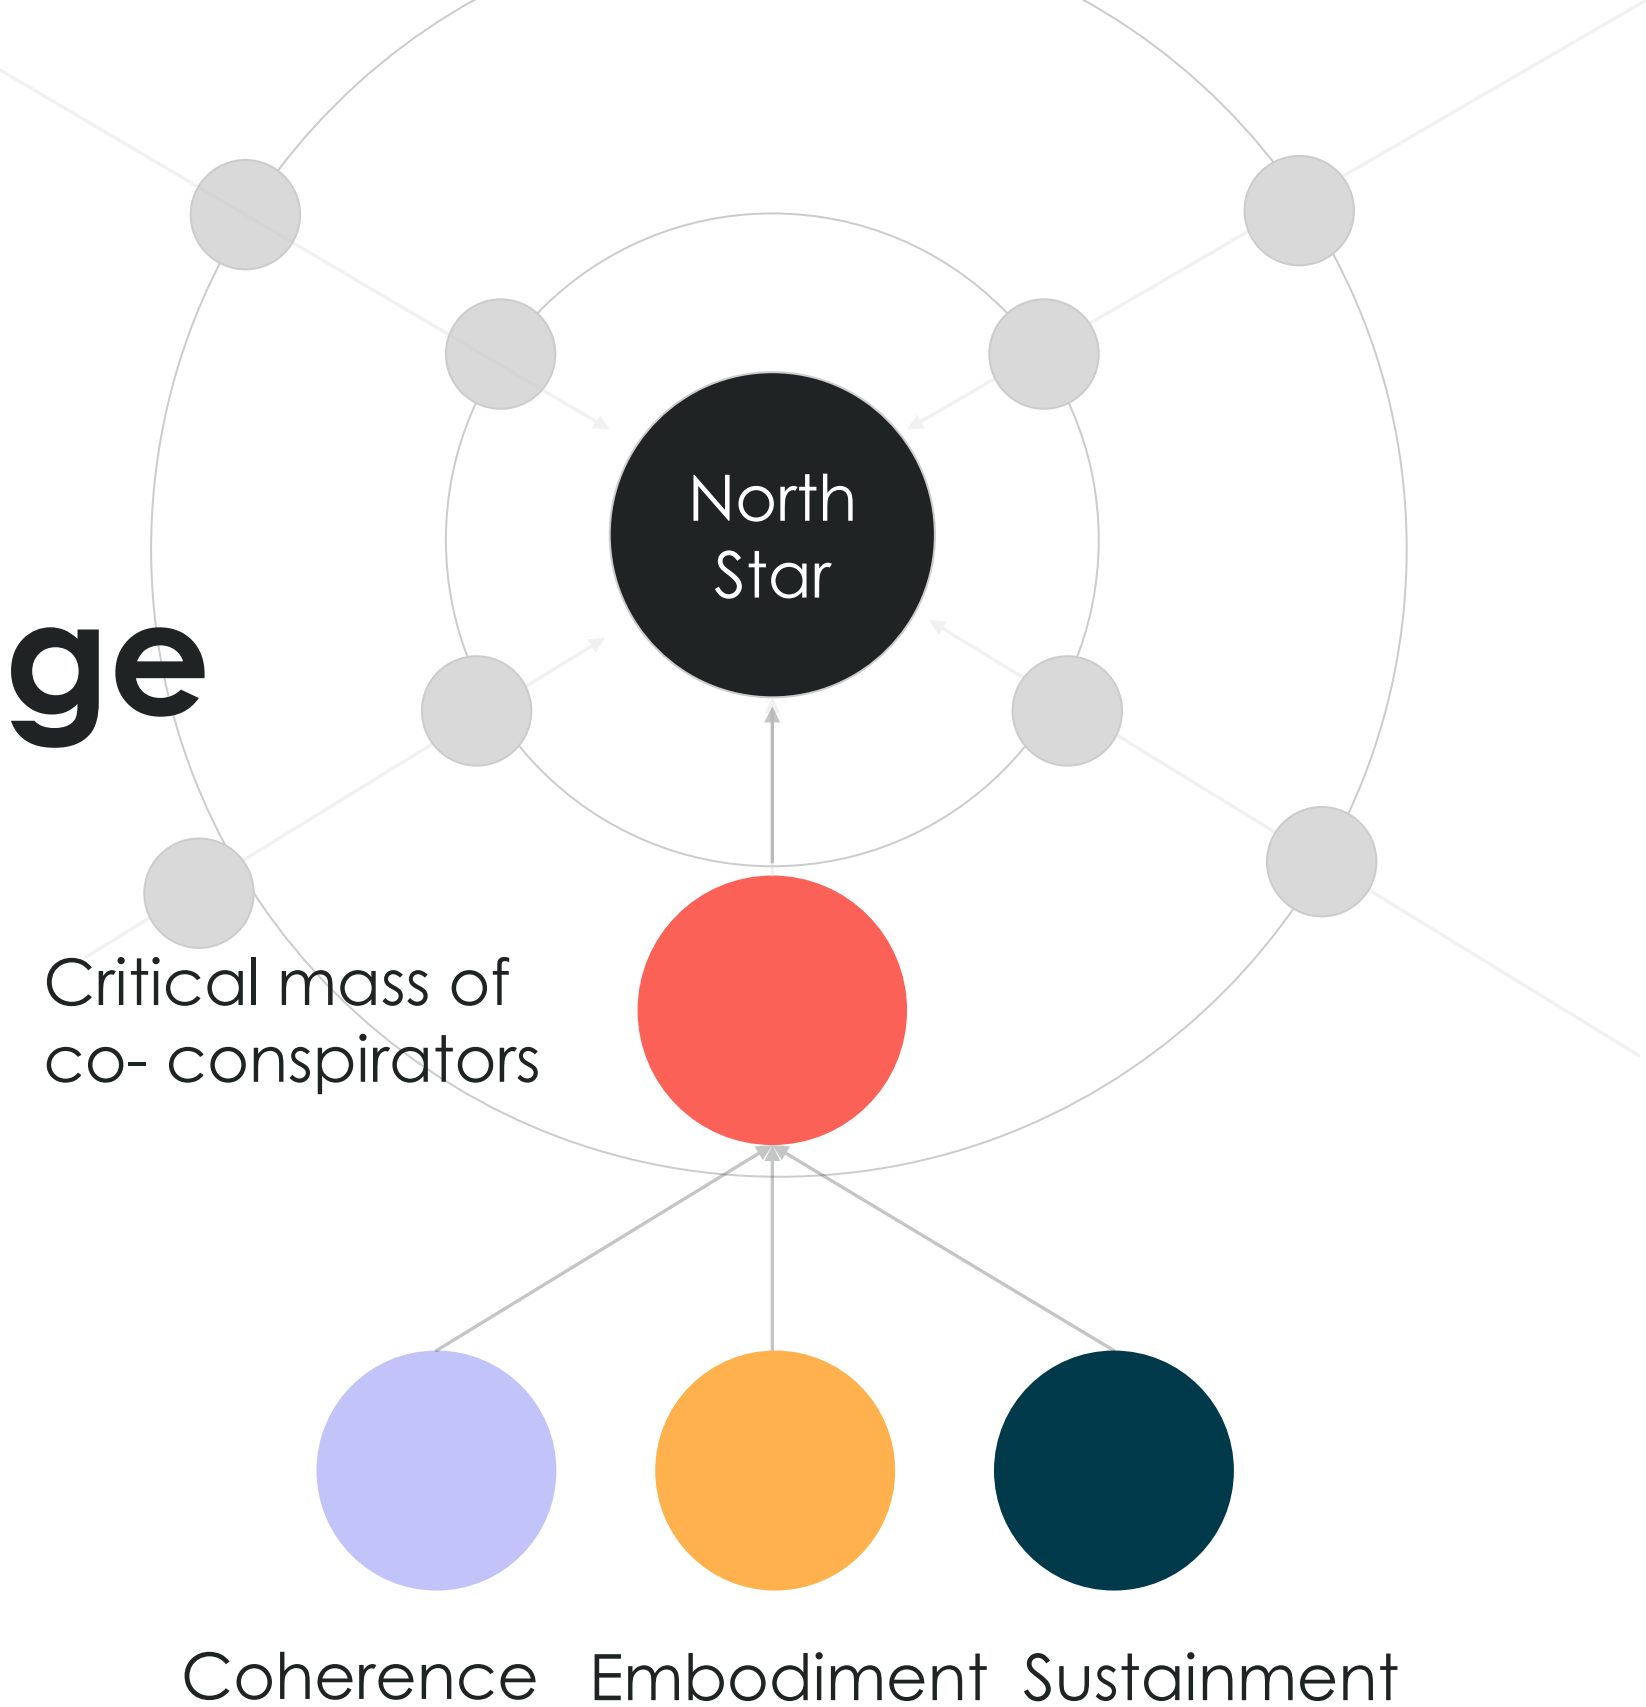 North
Star
ge
Critical mass of
co- conspirators
Coherence
Embodiment
Sustainment